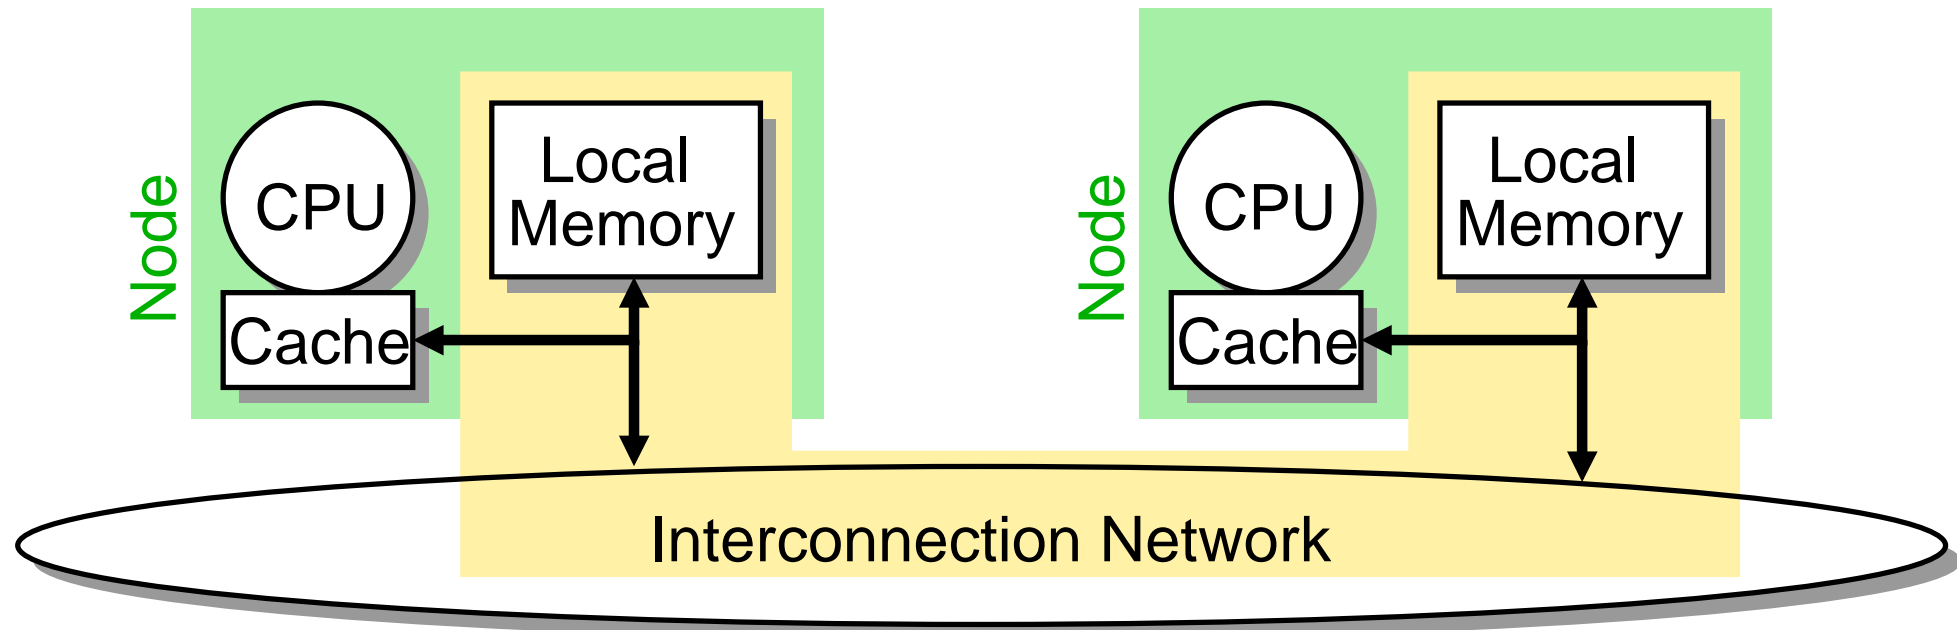 Node
CPU
Cache
Local
Memory
Node
CPU
Cache
Local
Memory
Interconnection Network